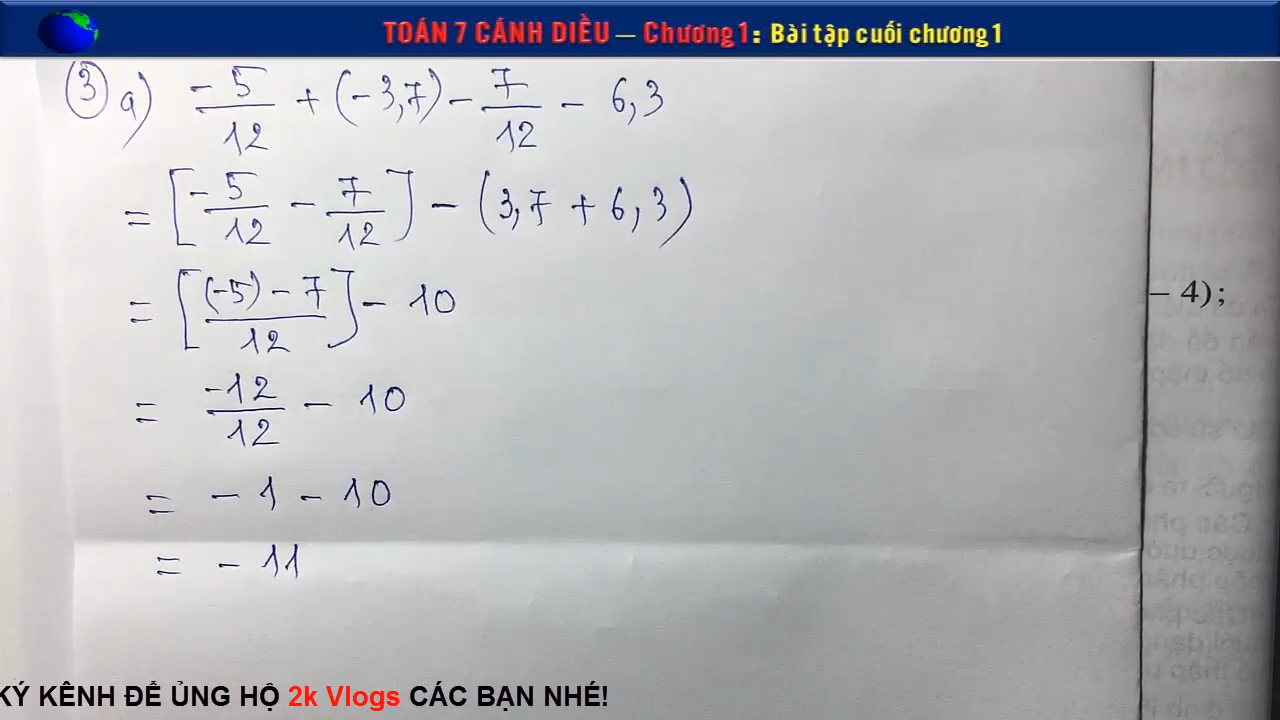 TOÁN 7 CÁNH DIỀU – Chương 1: Bài tập cuối chương 1
③ a) -5/12 + (-3,7) - 7/12 - 6,3
= [-5/12 - 7/12] - (3,7 + 6,3)
= [(-5) - 7/12] - 10
= -12/12 - 10
= -1 - 10
= -11
– 4);
KÝ KÊNH ĐỂ ỦNG HỘ 2k Vlogs CÁC BẠN NHÉ!